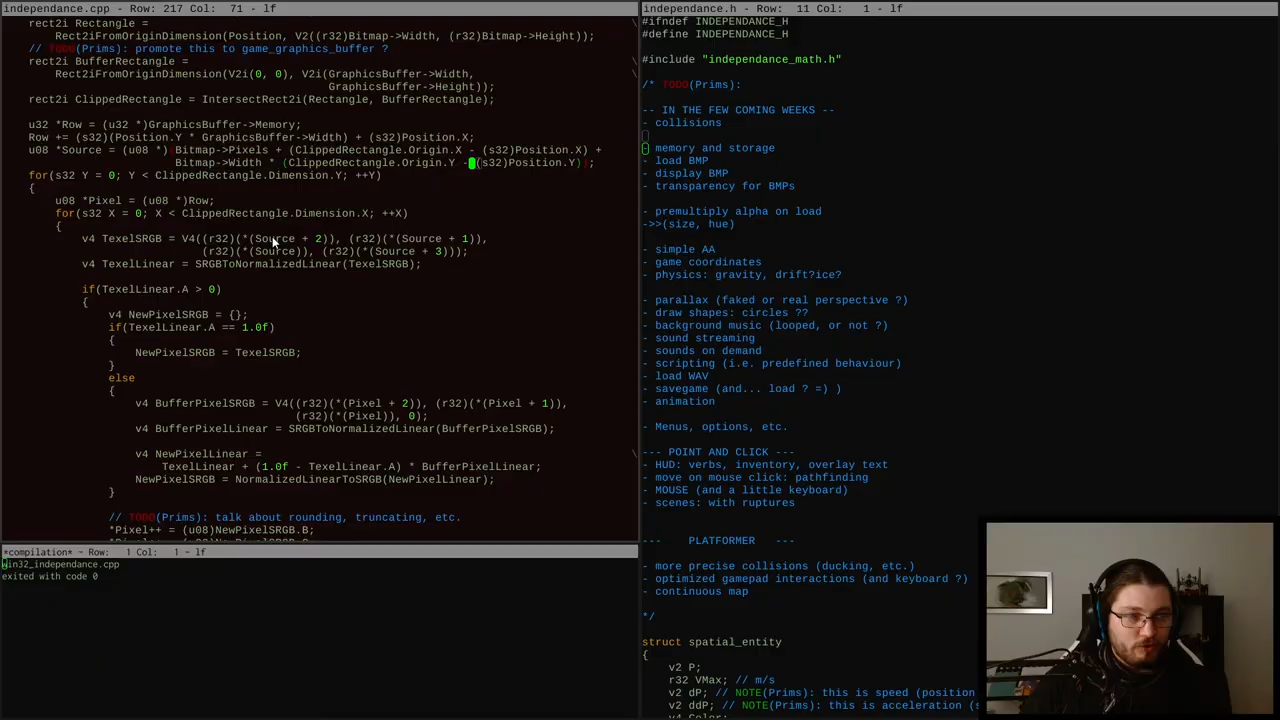 independance.cpp - Row: 217 Col:  71 - lf
rect2i Rectangle =
Rect2iFromOriginDimension(Position, V2((r32)Bitmap->Width, (r32)Bitmap->Height));
// TODO(Prims): promote this to game_graphics_buffer ?
rect2i BufferRectangle =
Rect2iFromOriginDimension(V2i(0, 0), V2i(GraphicsBuffer->Width,
GraphicsBuffer->Height));
rect2i ClippedRectangle = IntersectRect2i(Rectangle, BufferRectangle);
u32 *Row = (u32 *)GraphicsBuffer->Memory;
Row += (s32)(Position.Y * GraphicsBuffer->Width) + (s32)Position.X;
u08 *Source = (u08 *)(Bitmap->Pixels + (ClippedRectangle.Origin.X - (s32)Position.X) +
Bitmap->Width * (ClippedRectangle.Origin.Y - (s32)Position.Y));
for(s32 Y = 0; Y < ClippedRectangle.Dimension.Y; ++Y)
{
u08 *Pixel = (u08 *)Row;
for(s32 X = 0; X < ClippedRectangle.Dimension.X; ++X)
{
v4 TexelSRGB = V4((r32)(*(Source + 2)), (r32)(*(Source + 1)),
(r32)(*(Source)), (r32)(*(Source + 3)));
v4 TexelLinear = SRGBToNormalizedLinear(TexelSRGB);
if(TexelLinear.A > 0)
{
v4 NewPixelSRGB = {};
if(TexelLinear.A == 1.0f)
{
NewPixelSRGB = TexelSRGB;
}
else
{
v4 BufferPixelSRGB = V4((r32)(*(Pixel + 2)), (r32)(*(Pixel + 1)),
(r32)(*(Pixel)), 0);
v4 BufferPixelLinear = SRGBToNormalizedLinear(BufferPixelSRGB);
v4 NewPixelLinear =
TexelLinear + (1.0f - TexelLinear.A) * BufferPixelLinear;
NewPixelSRGB = NormalizedLinearToSRGB(NewPixelLinear);
}
// TODO(Prims): talk about rounding, truncating, etc.
*Pixel++ = (u08)NewPixelSRGB.B;
*compilation* - Row:  1 Col:  1 - lf
win32_independance.cpp
exited with code 0
independance.h - Row:  11 Col:  1 - lf
#ifndef INDEPENDANCE_H
#define INDEPENDANCE_H
#include "independance_math.h"
/* TODO(Prims):
-- IN THE FEW COMING WEEKS --
- collisions
- memory and storage
- load BMP
- display BMP
- transparency for BMPs
- premultiply alpha on load
->>(size, hue)
- simple AA
- game coordinates
- physics: gravity, drift?ice?
- parallax (faked or real perspective ?)
- draw shapes: circles ??
- background music (looped, or not ?)
- sound streaming
- sounds on demand
- scripting (i.e. predefined behaviour)
- load WAV
- savegame (and... load ? =) )
- animation
- Menus, options, etc.
--- POINT AND CLICK ---
- HUD: verbs, inventory, overlay text
- move on mouse click: pathfinding
- MOUSE (and a little keyboard)
- scenes: with ruptures
---    PLATFORMER   ---
- more precise collisions (ducking, etc.)
- optimized gamepad interactions (and keyboard ?)
- continuous map
*/
struct spatial_entity
{
v2 P;
r32 VMax; // m/s
v2 dP; // NOTE(Prims): this is speed (position
v2 ddP; // NOTE(Prims): this is acceleration (s
v4 Color;